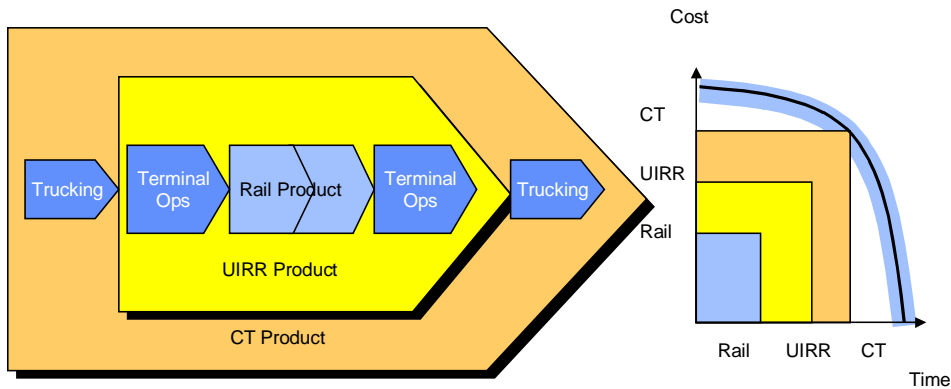 Cost
CT
UIRR
Rail
Trucking
Terminal
Ops
Rail Product
Terminal
Ops
Trucking
UIRR Product
CT Product
Rail
UIRR
CT
Time